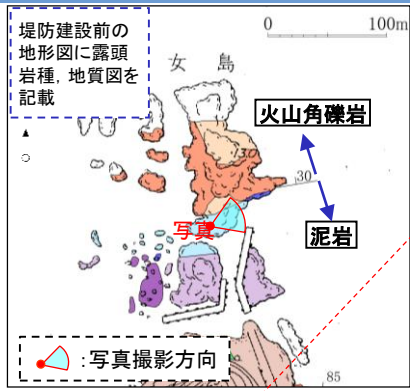 堤防建設前の
地形図に露頭
岩種，地質図を
記載
0 100m
女 島
火山角礫岩
30
写真
泥岩
:写真撮影方向
85